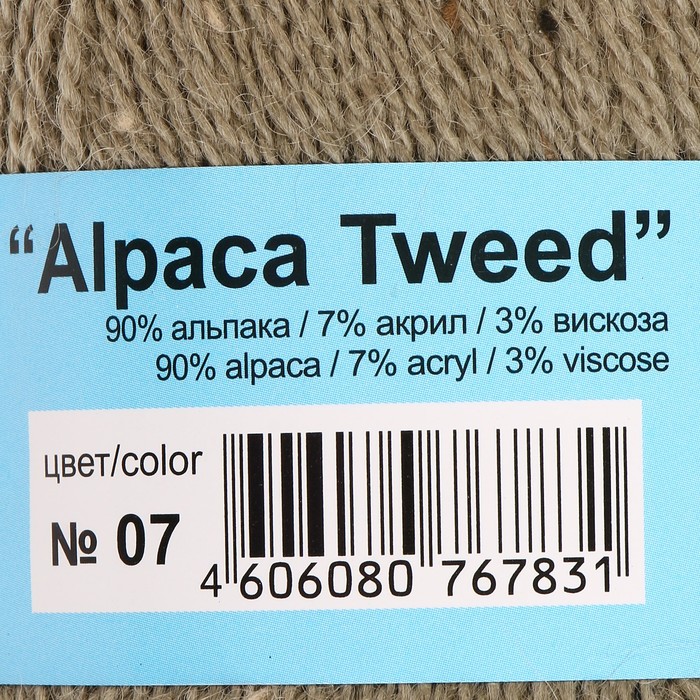 “Alpaca Tweed”
90% альпака / 7% акрил / 3% вискоза
90% alpaca / 7% acryl / 3% viscose
цвет/color
№ 07
4 606080 767831